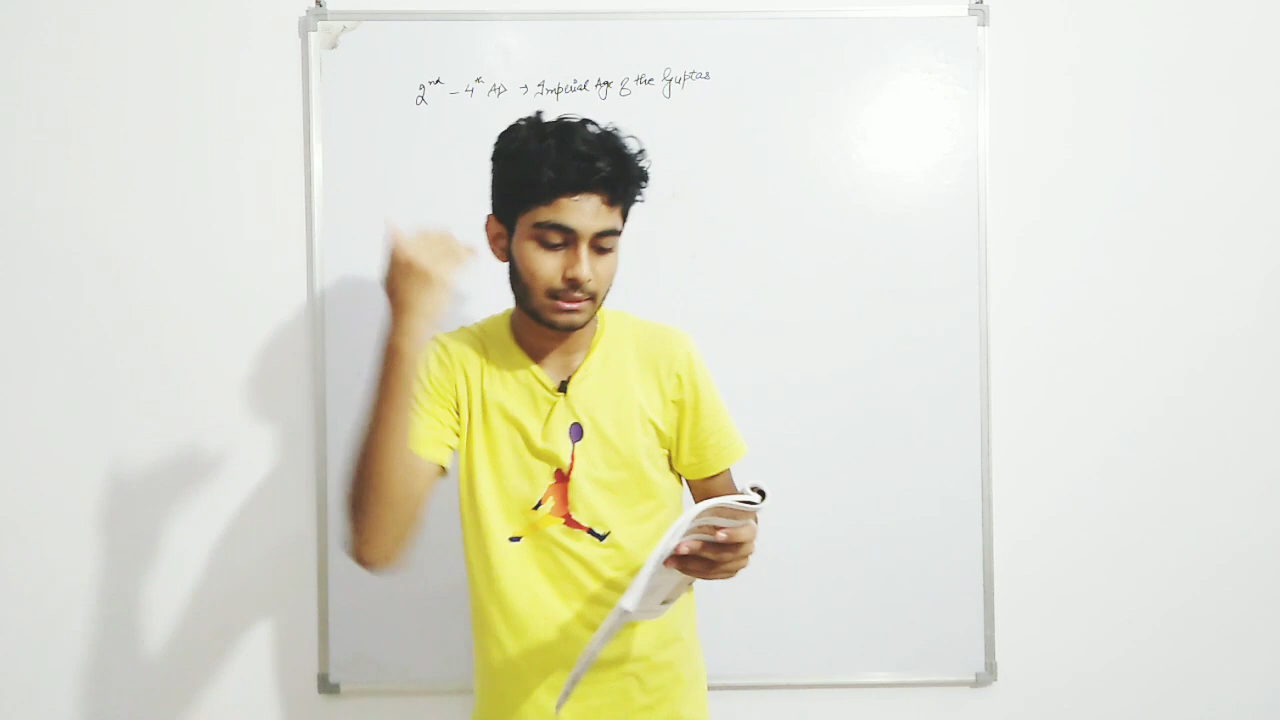 2nd - 4th AD → Imperial Age of the Guptas